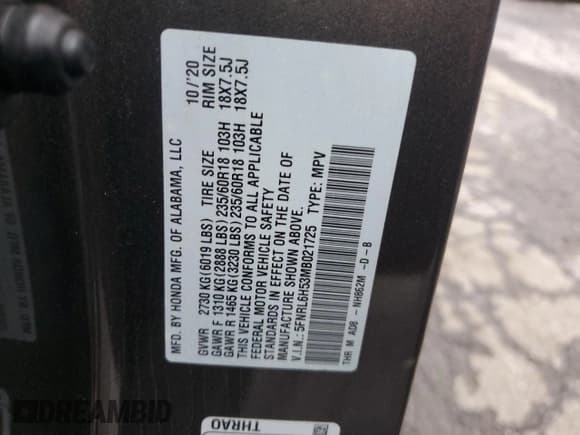 MFD. BY HONDA MFG. OF ALABAMA, LLC 10/'20
GVWR 2730 KG(6019 LBS) TIRE SIZE RIM SIZE
GAWR F 1310 KG(2888 LBS)235/60R18 103H 18X7.5J
GAWR R 1465 KG(3230 LBS)235/60R18 103H 18X7.5J
THIS VEHICLE CONFORMS TO ALL APPLICABLE
FEDERAL MOTOR VEHICLE SAFETY
STANDARDS IN EFFECT ON THE DATE OF
MANUFACTURE SHOWN ABOVE.
V.I.N.: 5FNRL6H53MB021725 TYPE: MPV
THR M AD8 - NH862M -D-B
THRA0
DREAMBID